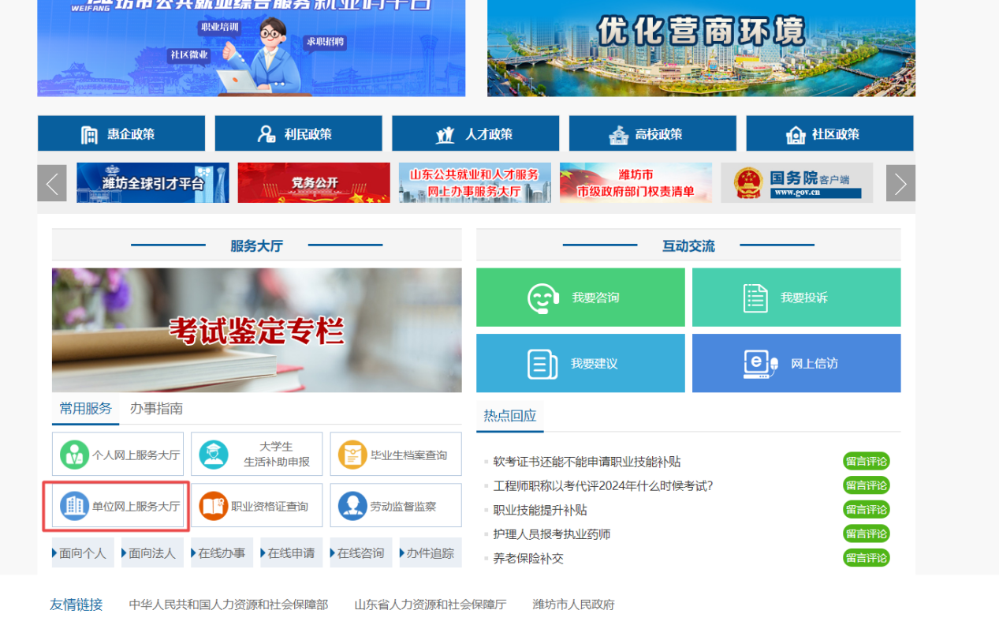 WEIFANG 潍坊市公共就业综合服务就业码平台
职业培训
求职招聘
社区微业
优化营商环境
惠企政策
利民政策
人才政策
高校政策
社区政策
潍坊全球引才平台
党务公开
山东公共就业和人才服务
网上办事服务大厅
潍坊市
市级政府部门权责清单
国务院客户端
www.gov.cn
服务大厅
互动交流
考试鉴定专栏
我要咨询
我要投诉
我要建议
网上信访
常用服务
办事指南
个人网上服务大厅
大学生
生活补助申报
毕业生档案查询
单位网上服务大厅
职业资格证查询
劳动监督监察
面向个人
面向法人
在线办事
在线申请
在线咨询
办件追踪
热点回应
软考证书还能不能申请职业技能补贴 留言评论
工程师职称以考代评2024年什么时候考试？ 留言评论
职业技能提升补贴 留言评论
护理人员报考执业药师 留言评论
养老保险补交 留言评论
友情链接 中华人民共和国人力资源和社会保障部 山东省人力资源和社会保障厅 潍坊市人民政府